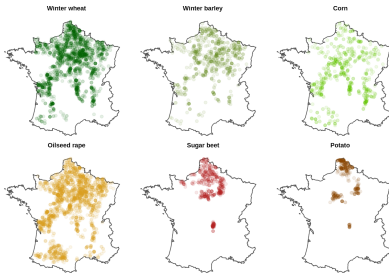 Winter wheat
Winter barley
Corn
Oilseed rape
Sugar beet
Potato